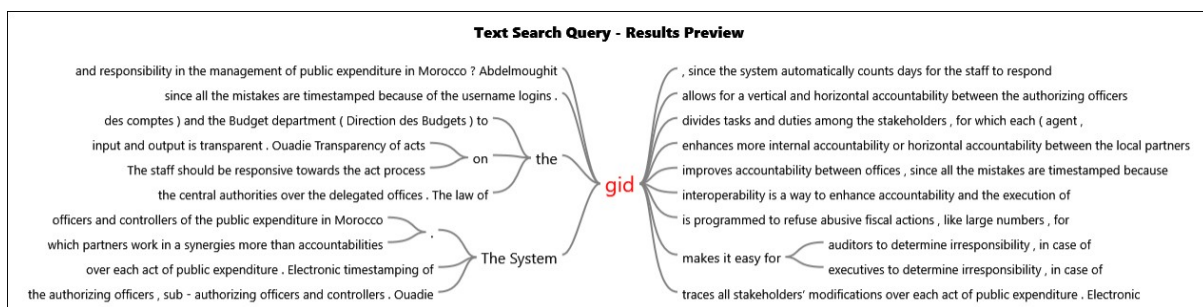 Text Search Query - Results Preview
and responsibility in the management of public expenditure in Morocco ? Abdelmoughit
since all the mistakes are timestamped because of the username logins .
des comptes ) and the Budget department ( Direction des Budgets ) to
input and output is transparent . Ouadie Transparency of acts
The staff should be responsive towards the act process
on
the central authorities over the delegated offices . The law of
the
officers and controllers of the public expenditure in Morocco
which partners work in a synergies more than accountabilities
.
over each act of public expenditure . Electronic timestamping of
the authorizing officers , sub - authorizing officers and controllers . Ouadie
The System
gid
, since the system automatically counts days for the staff to respond
allows for a vertical and horizontal accountability between the authorizing officers
divides tasks and duties among the stakeholders , for which each ( agent ,
enhances more internal accountability or horizontal accountability between the local partners
improves accountability between offices , since all the mistakes are timestamped because
interoperability is a way to enhance accountability and the execution of
is programmed to refuse abusive fiscal actions , like large numbers , for
makes it easy for
auditors to determine irresponsibility , in case of
executives to determine irresponsibility , in case of
traces all stakeholders' modifications over each act of public expenditure . Electronic